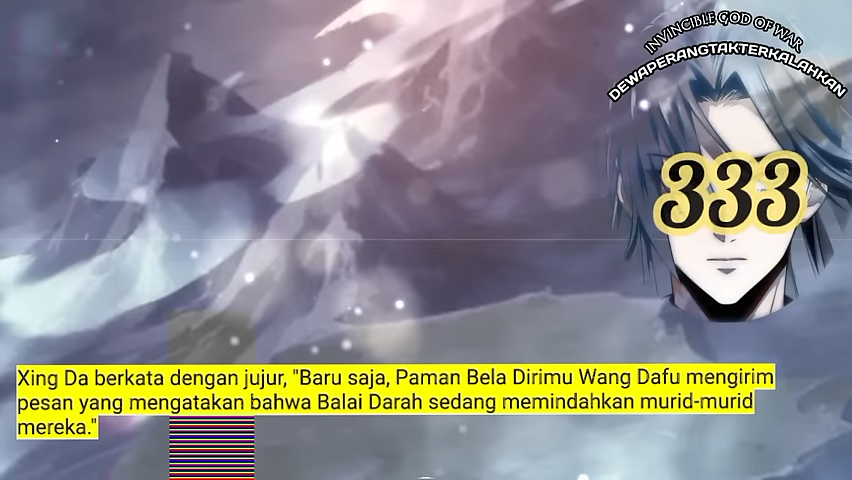 INVINCIBLE GOD OF WAR
DEWAPERANGTAKTERKALAHKAN
333
Xing Da berkata dengan jujur, "Baru saja, Paman Bela Dirimu Wang Dafu mengirim
pesan yang mengatakan bahwa Balai Darah sedang memindahkan murid-murid
mereka."